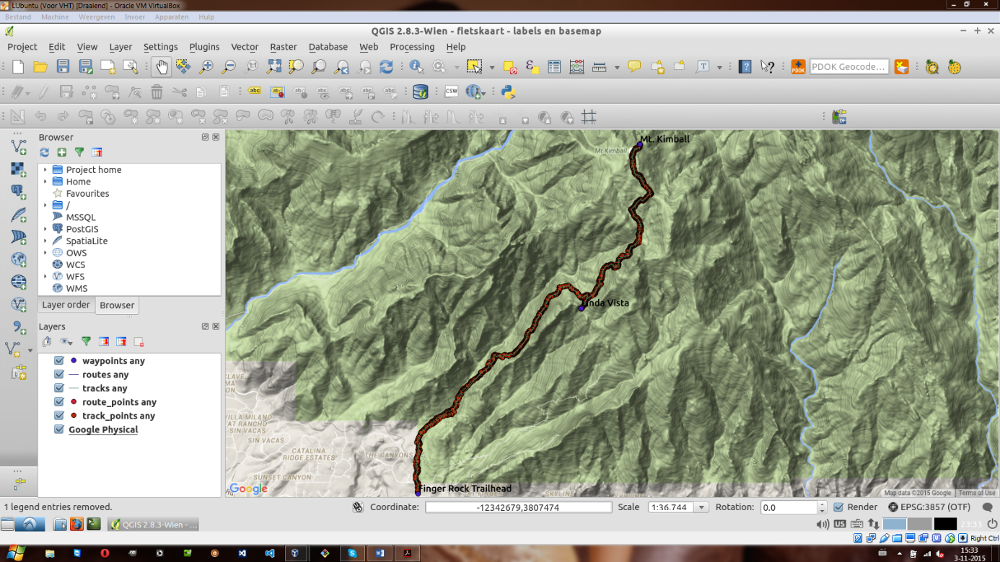 LUbuntu (Voor VHT) [Draaiend] - Oracle VM VirtualBox
Bestand Machine Weergeven Invoer Apparaten Hulp
QGIS 2.8.3-Wien - fietskaart - labels en basemap
Project Edit View Layer Settings Plugins Vector Raster Database Web Processing Help
PDOK PDOK Geocode...
abc
CSW
Browser
Project home
Home
Favourites
/
MSSQL
PostGIS
SpatiaLite
OWS
WCS
WFS
WMS
Layer order Browser
Layers
waypoints any
routes any
tracks any
route_points any
track_points any
Google Physical
Mt. Kimball
Mt Kimball
Linda Vista
VILLA MILANO
AT RANCHO
SIN VACAS
SIN VACAS
CATALINA
RIDGE ESTATES
THE CANYONS
SUNSET CANYON
Finger Rock Trailhead
SKYLINE
Google
Map data ©2015 Google Terms of Use
1 legend entries removed.
Coordinate: -12342679,3807474 Scale 1:36.744 Rotation: 0.0 Render EPSG:3857 (OTF)
QGIS 2.8.3-Wien - ...
US
23:33
Right Ctrl
15:33
3-11-2015